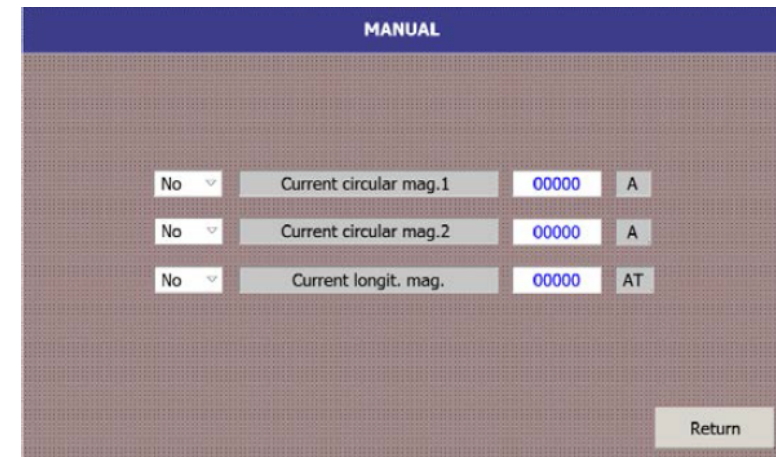 MANUAL
No Current circular mag.1 00000 A
No Current circular mag.2 00000 A
No Current longit. mag. 00000 AT
Return